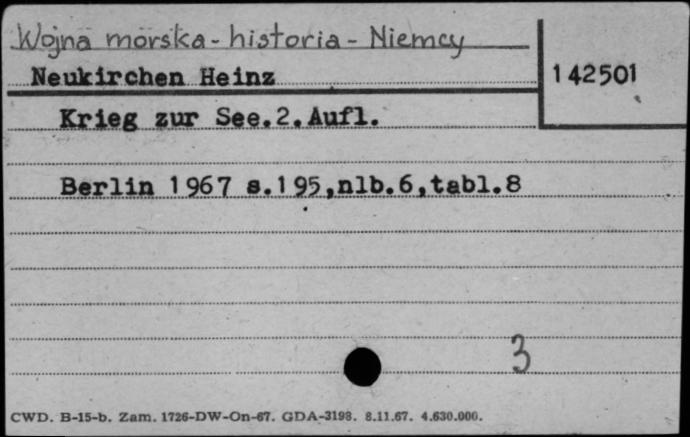 Wojna morska - historia - Niemcy
Neukirchen Heinz
142501
Krieg zur See.2.Aufl.
Berlin 1967 s.195,nlb.6,tabl.8
3
CWD. B-15-b. Zam. 1726-DW-On-67. GDA-3198. 8.11.67. 4.630.000.